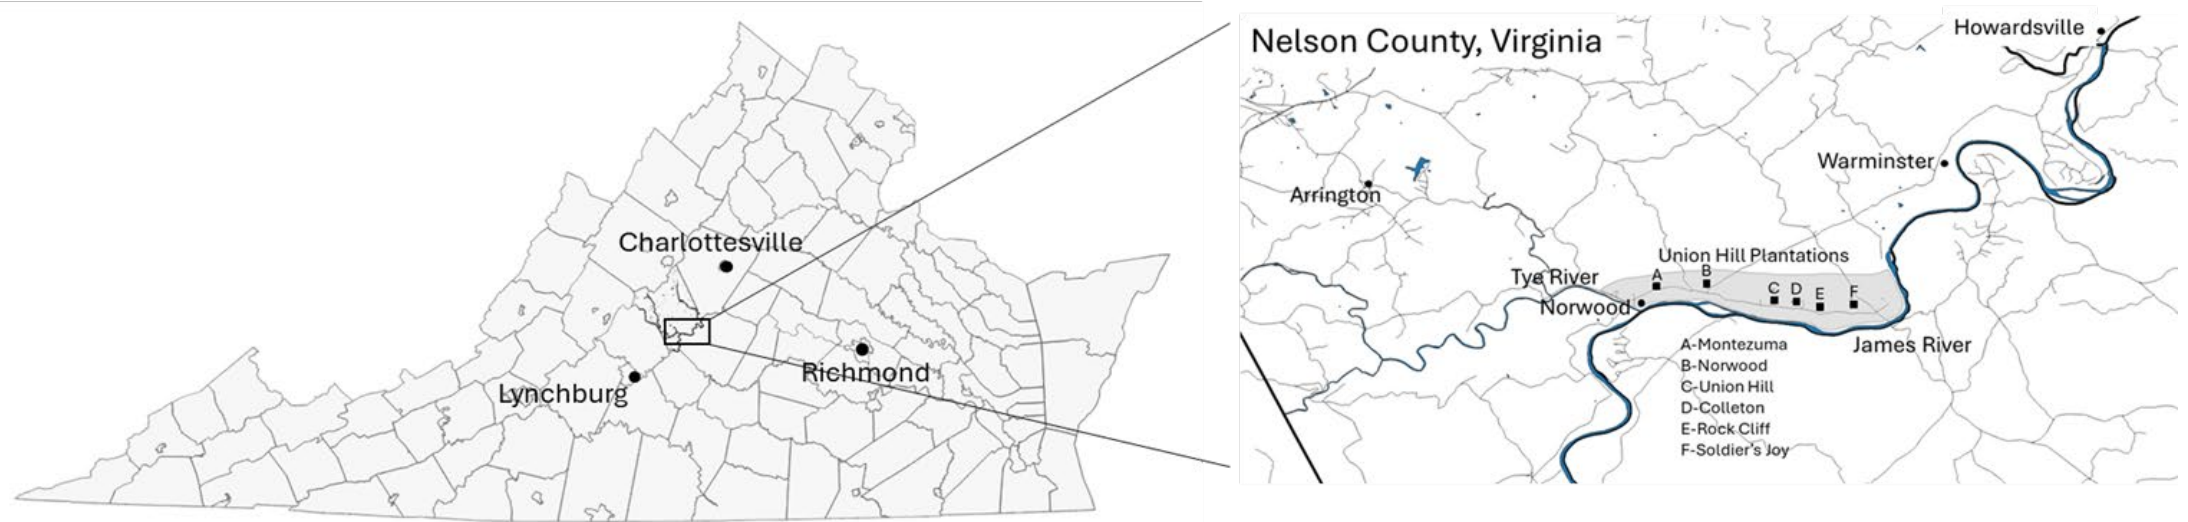 Charlottesville
Lynchburg
Richmond
Nelson County, Virginia
Howardsville
Warminster
Arrington
Union Hill Plantations
Tye River
A
B
C
D
E
F
Norwood
James River
A-Montezuma
B-Norwood
C-Union Hill
D-Colleton
E-Rock Cliff
F-Soldier's Joy